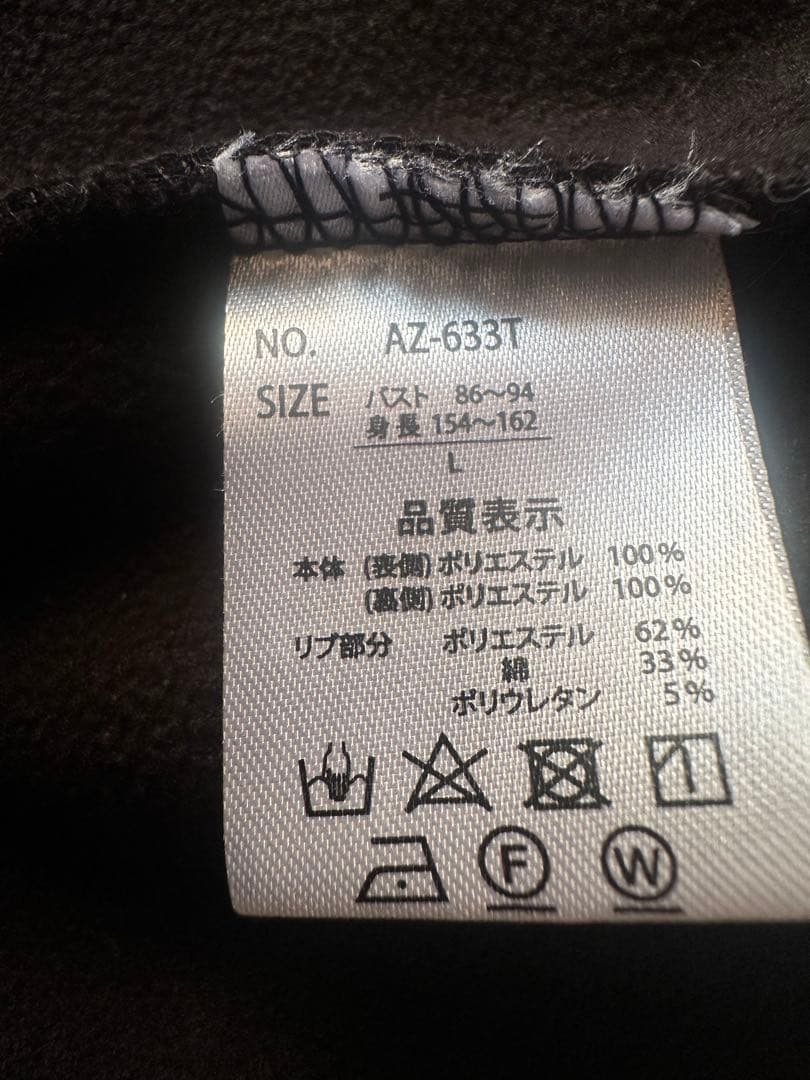 NO. AZ-633T
SIZE バスト 86～94
身長 154～162
L
品質表示
本体 (表側) ポリエステル 100%
(裏側) ポリエステル 100%
リブ部分 ポリエステル 62%
綿 33%
ポリウレタン 5%
F W